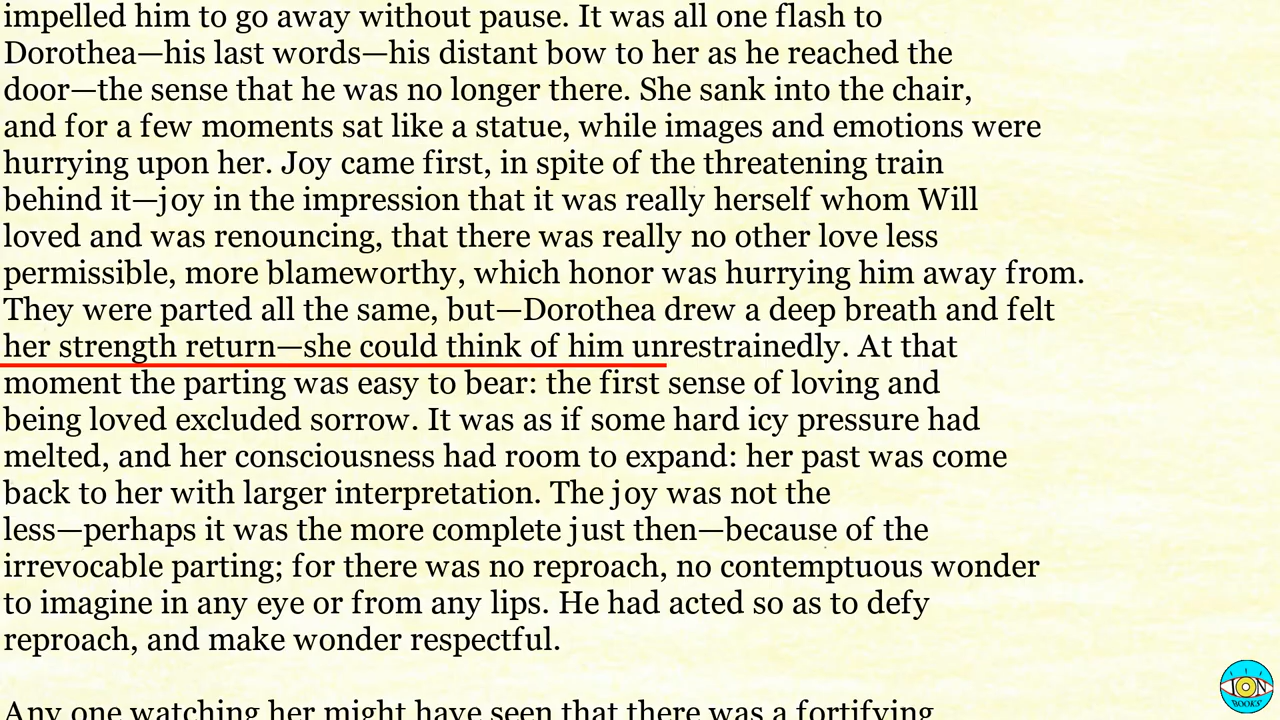 impelled him to go away without pause. It was all one flash to
Dorothea—his last words—his distant bow to her as he reached the
door—the sense that he was no longer there. She sank into the chair,
and for a few moments sat like a statue, while images and emotions were
hurrying upon her. Joy came first, in spite of the threatening train
behind it—joy in the impression that it was really herself whom Will
loved and was renouncing, that there was really no other love less
permissible, more blameworthy, which honor was hurrying him away from.
They were parted all the same, but—Dorothea drew a deep breath and felt
her strength return—she could think of him unrestrainedly. At that
moment the parting was easy to bear: the first sense of loving and
being loved excluded sorrow. It was as if some hard icy pressure had
melted, and her consciousness had room to expand: her past was come
back to her with larger interpretation. The joy was not the
less—perhaps it was the more complete just then—because of the
irrevocable parting; for there was no reproach, no contemptuous wonder
to imagine in any eye or from any lips. He had acted so as to defy
reproach, and make wonder respectful.
Any one watching her might have seen that there was a fortifying
ION
BOOKS